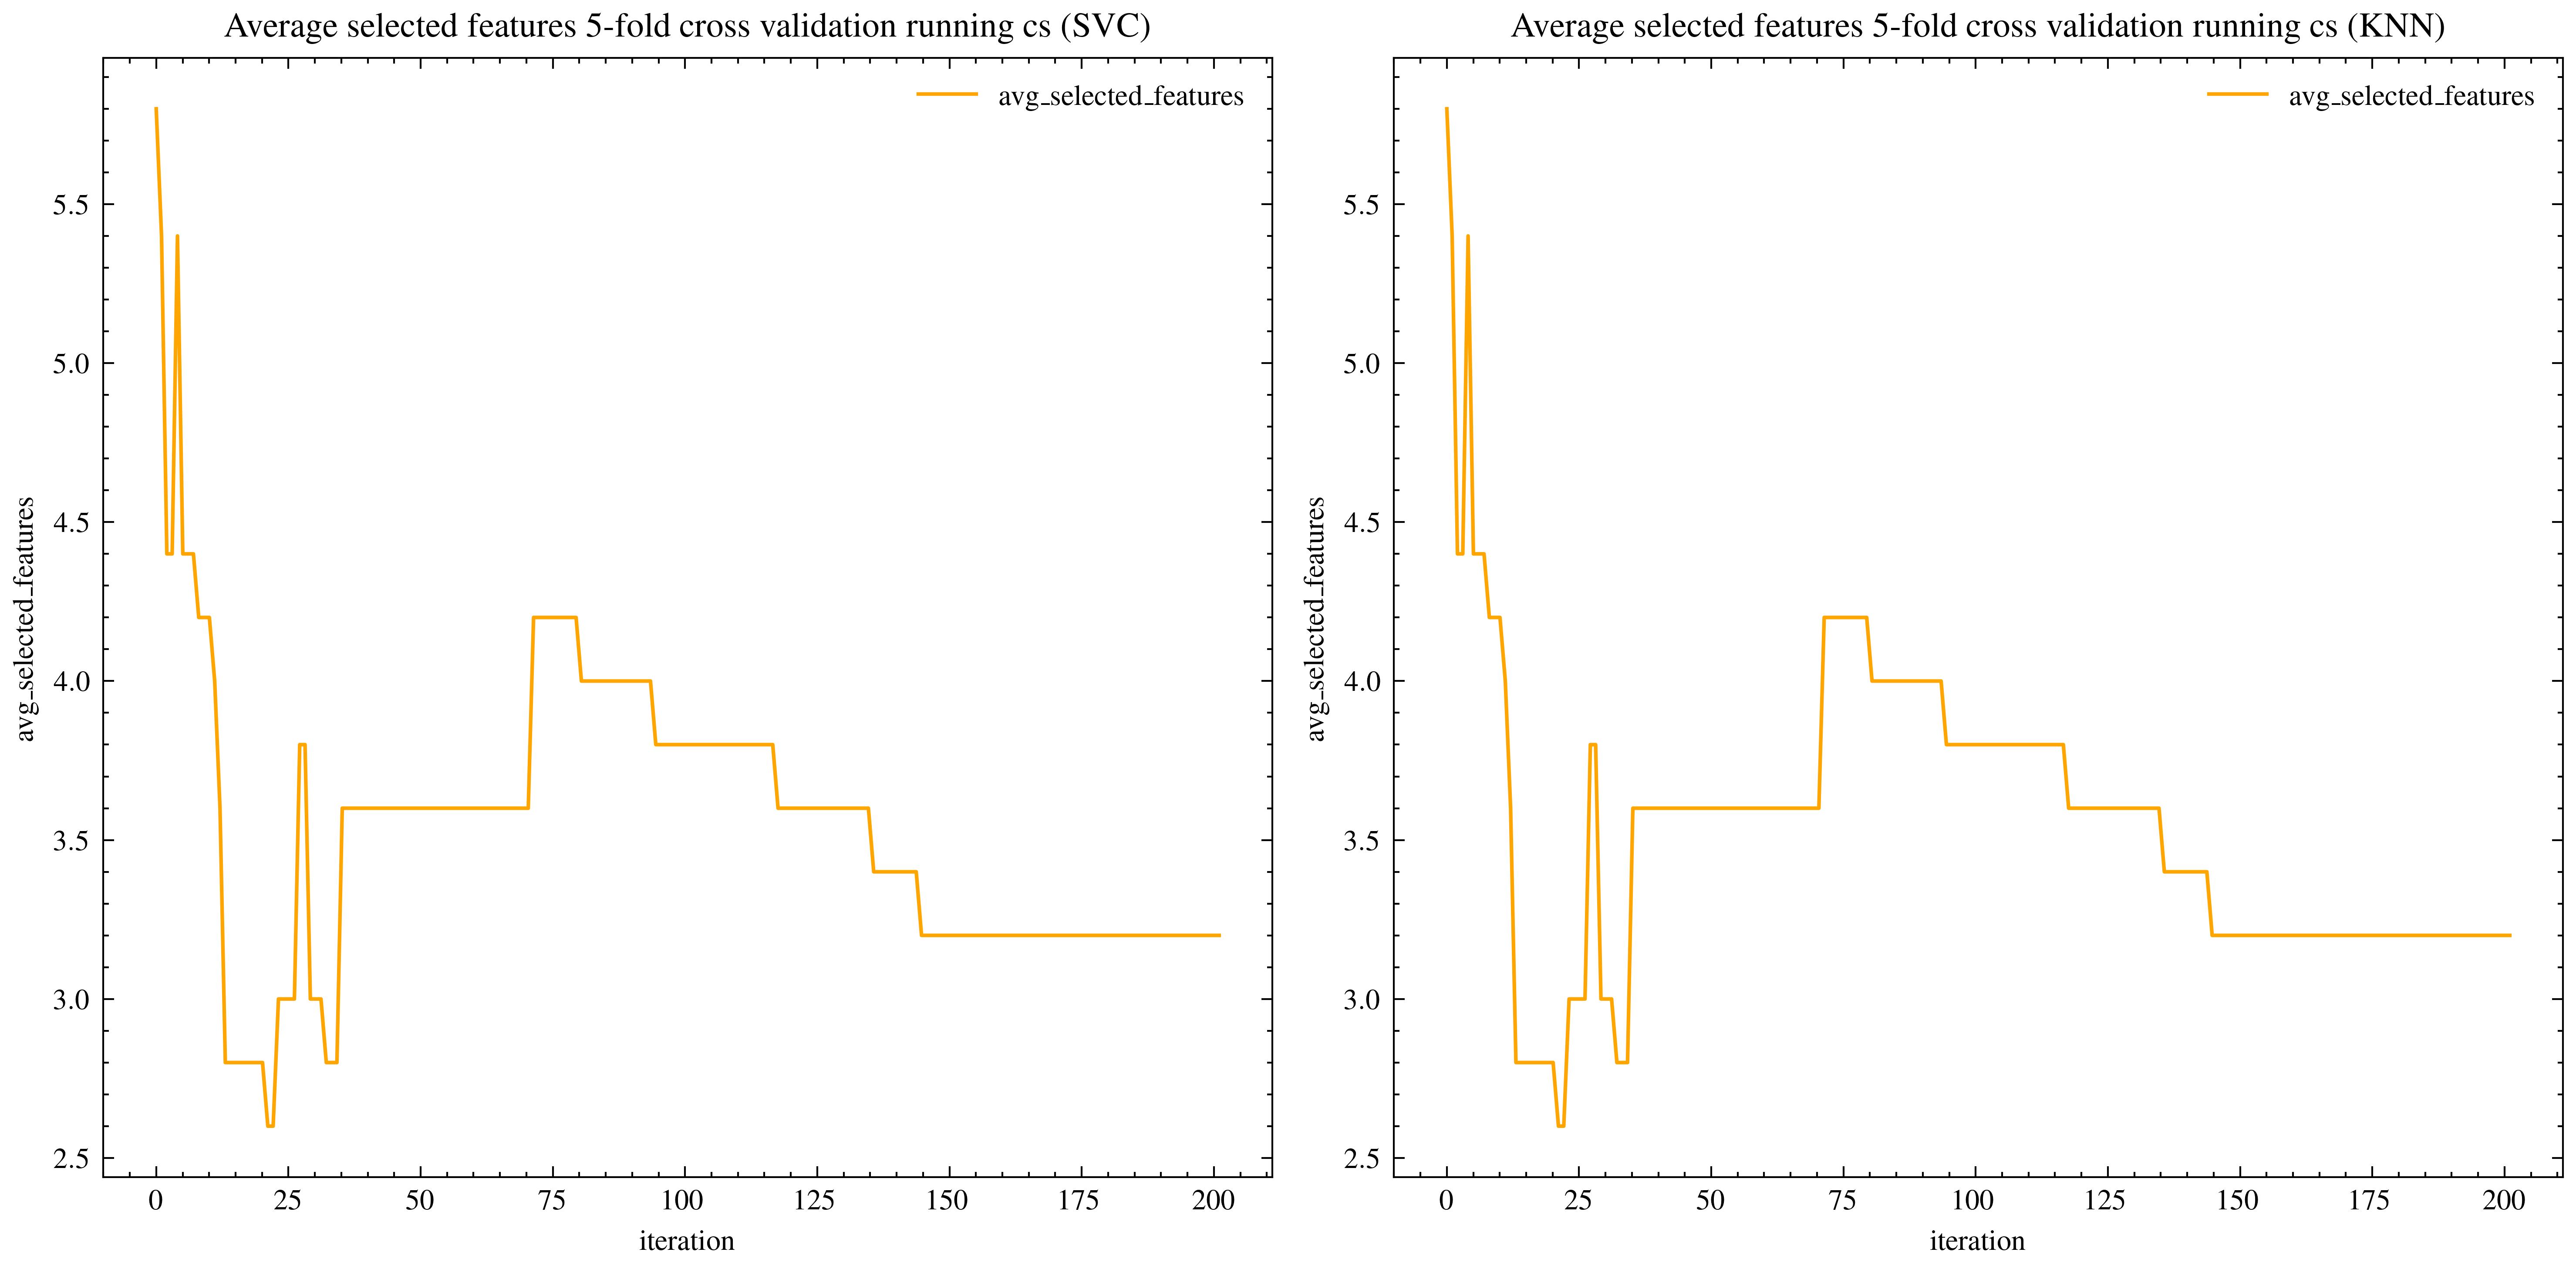 Average selected features 5-fold cross validation running cs (SVC)
avg_selected_features
5.5
5.0
4.5
4.0
3.5
3.0
2.5
avg_selected_features
0 25 50 75 100 125 150 175 200
iteration
Average selected features 5-fold cross validation running cs (KNN)
avg_selected_features
5.5
5.0
4.5
4.0
3.5
3.0
2.5
avg_selected_features
0 25 50 75 100 125 150 175 200
iteration